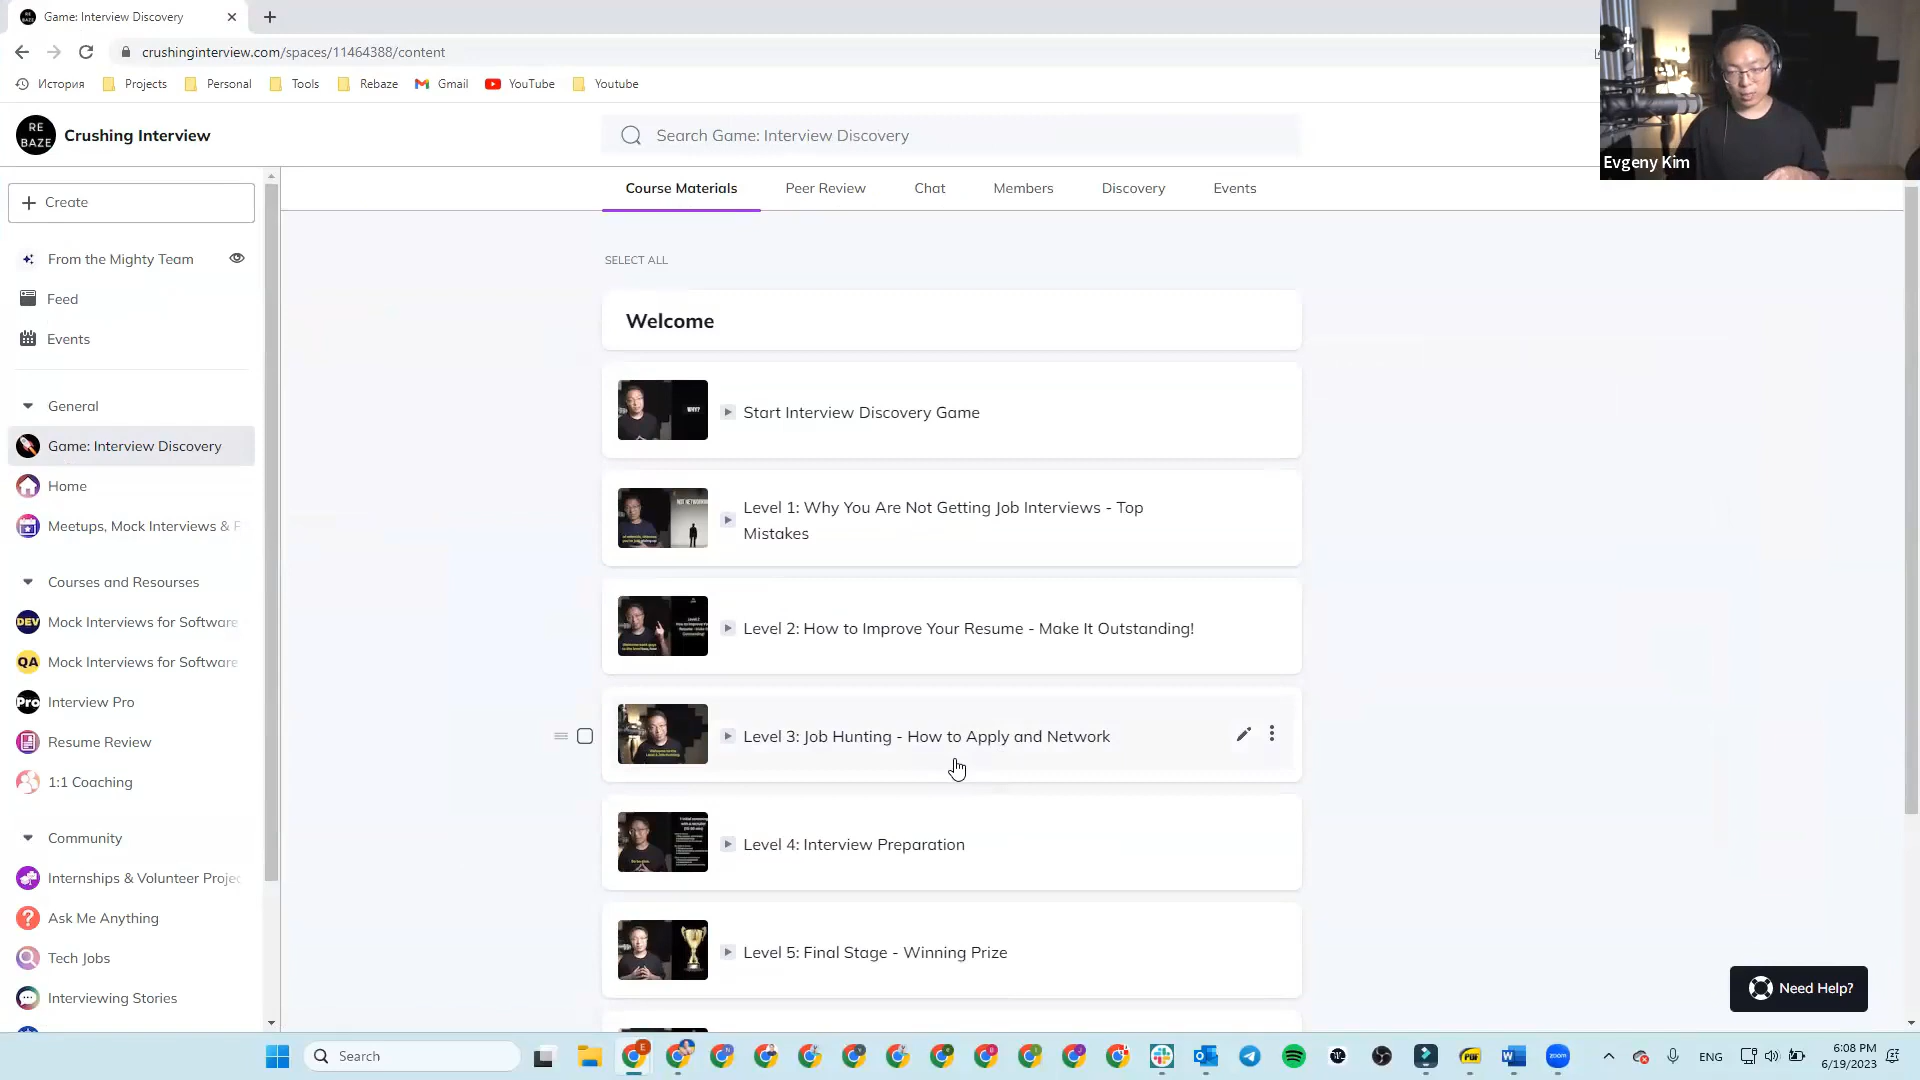 Game: Interview Discovery
crushinginterview.com/spaces/11464388/content
История
Projects
Personal
Tools
Rebaze
Gmail
YouTube
Youtube
RE
BAZE
Crushing Interview
Search Game: Interview Discovery
Evgeny Kim
Create
From the Mighty Team
Feed
Events
General
Game: Interview Discovery
Home
Meetups, Mock Interviews & F
Courses and Resourses
DEV
Mock Interviews for Software
QA
Mock Interviews for Software
Pro
Interview Pro
Resume Review
1:1 Coaching
Community
Internships & Volunteer Projec
Ask Me Anything
Tech Jobs
Interviewing Stories
Course Materials
Peer Review
Chat
Members
Discovery
Events
SELECT ALL
Welcome
WHY?
Start Interview Discovery Game
Level 1: Why You Are Not Getting Job Interviews - Top
Mistakes
Level 2: How to Improve Your Resume - Make It Outstanding!
Level 3: Job Hunting - How to Apply and Network
Level 4: Interview Preparation
Level 5: Final Stage - Winning Prize
Need Help?
Search
PDF
zoom
ENG
6:08 PM
6/19/2023